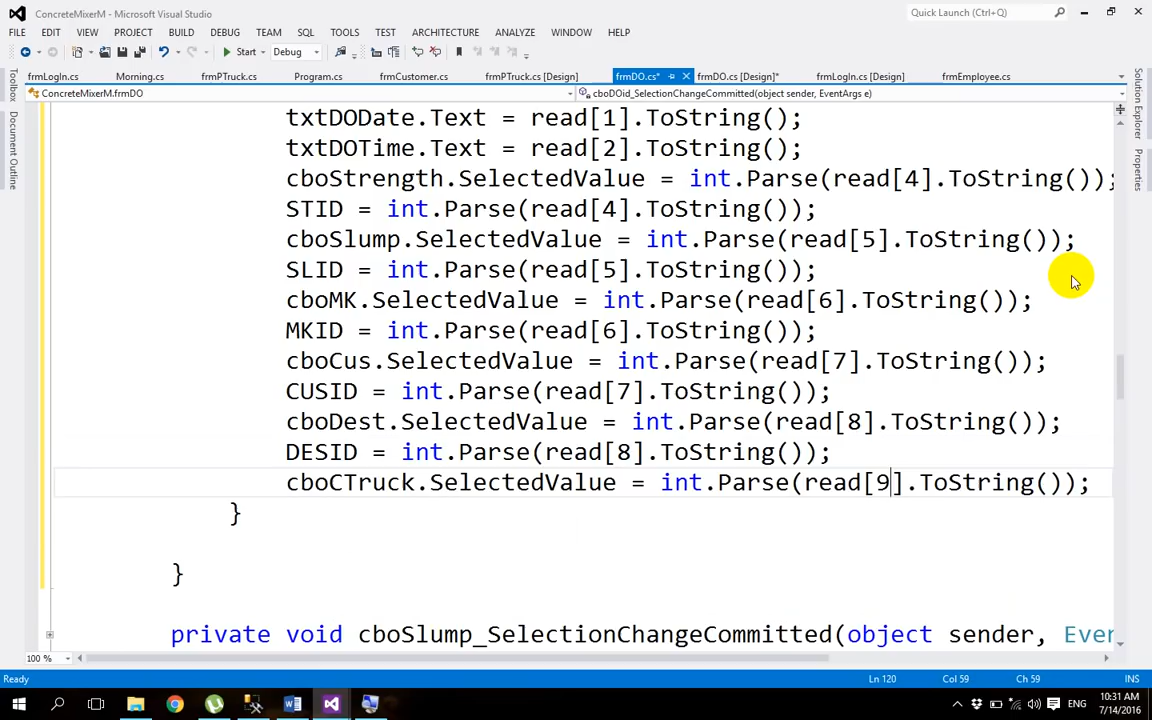 ConcreteMixerM - Microsoft Visual Studio
Quick Launch (Ctrl+Q)
FILE EDIT VIEW PROJECT BUILD DEBUG TEAM SQL TOOLS TEST ARCHITECTURE ANALYZE WINDOW HELP
Start Debug
frmLogIn.cs Morning.cs frmPTruck.cs Program.cs frmCustomer.cs frmPTruck.cs [Design] frmDO.cs* frmDO.cs [Design]* frmLogIn.cs [Design] frmEmployee.cs
ConcreteMixerM.frmDO cboDOid_SelectionChangeCommitted(object sender, EventArgs e)
Toolbox
Document Outline
Solution Explorer
Properties
txtDODate.Text = read[1].ToString();
txtDOTime.Text = read[2].ToString();
cboStrength.SelectedValue = int.Parse(read[4].ToString());
STID = int.Parse(read[4].ToString());
cboSlump.SelectedValue = int.Parse(read[5].ToString());
SLID = int.Parse(read[5].ToString());
cboMK.SelectedValue = int.Parse(read[6].ToString());
MKID = int.Parse(read[6].ToString());
cboCus.SelectedValue = int.Parse(read[7].ToString());
CUSID = int.Parse(read[7].ToString());
cboDest.SelectedValue = int.Parse(read[8].ToString());
DESID = int.Parse(read[8].ToString());
cboCTruck.SelectedValue = int.Parse(read[9].ToString());
}
}
private void cboSlump_SelectionChangeCommitted(object sender, Even
100 %
Ready Ln 120 Col 59 Ch 59 INS
ENG 10:31 AM
7/14/2016